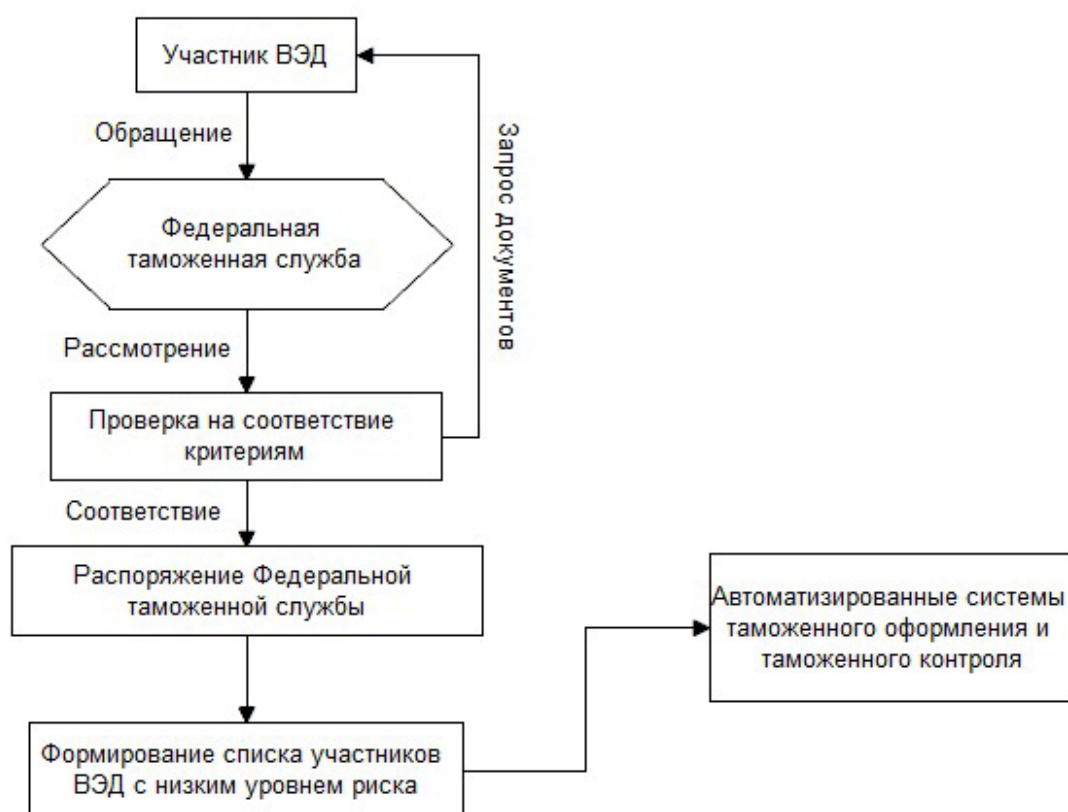 Участник ВЭД
Обращение
Запрос документов
Федеральная
таможенная служба
Рассмотрение
Проверка на соответствие
критериям
Соответствие
Распоряжение Федеральной
таможенной службы
Автоматизированные системы
таможенного оформления и
таможенного контроля
Формирование списка участников
ВЭД с низким уровнем риска